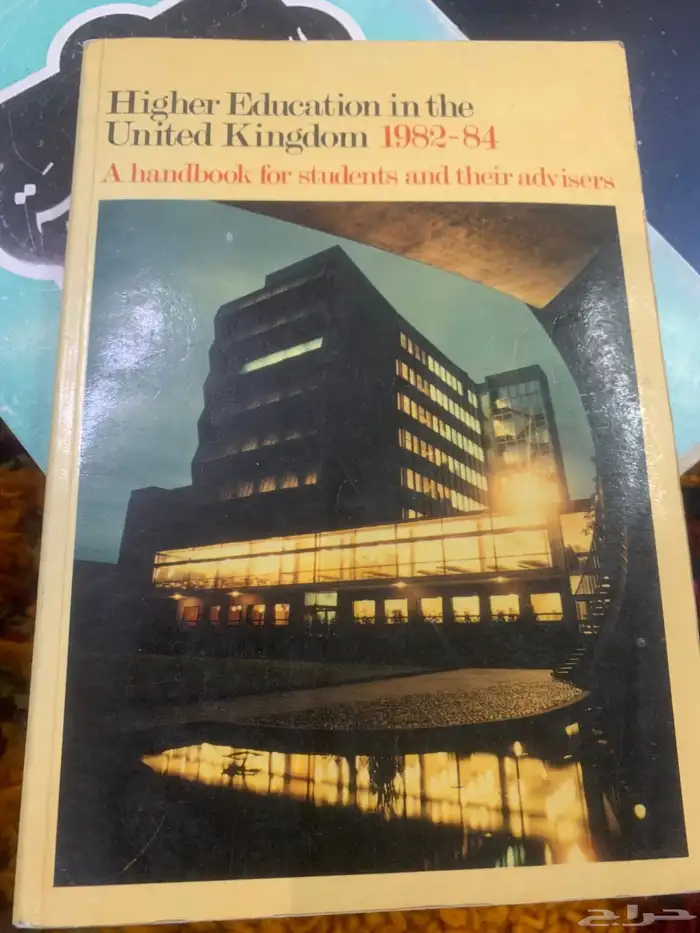 Higher Education in the
United Kingdom 1982-84
A handbook for students and their advisers
حراج